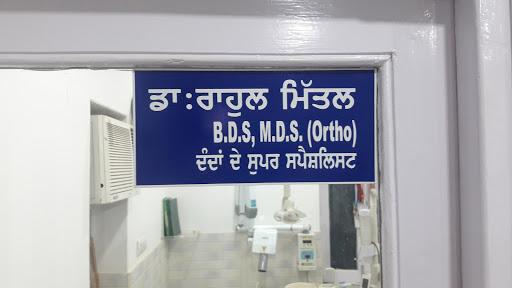 ਡਾ:ਰਾਹੁਲ ਮਿੱਤਲ
B.D.S, M.D.S. (Ortho)
ਦੰਦਾਂ ਦੇ ਸੁਪਰ ਸਪੈਸ਼ਲਿਸਟ